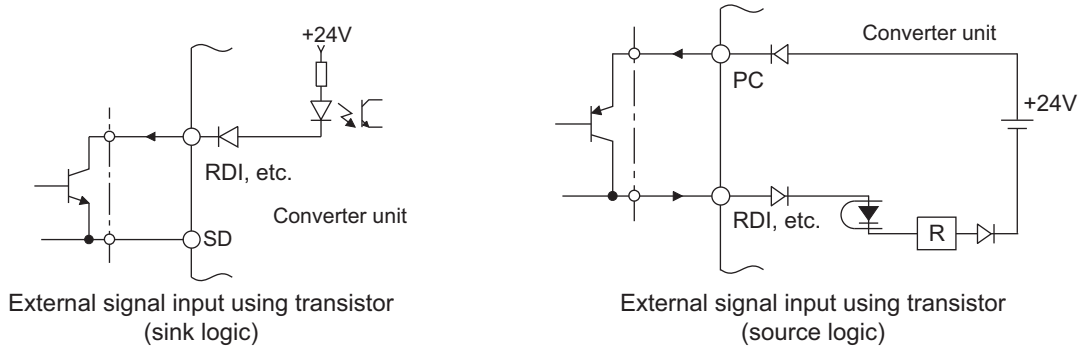 +24V
RDI, etc.
Converter unit
SD
External signal input using transistor
(sink logic)
Converter unit
PC
+24V
RDI, etc.
R
External signal input using transistor
(source logic)